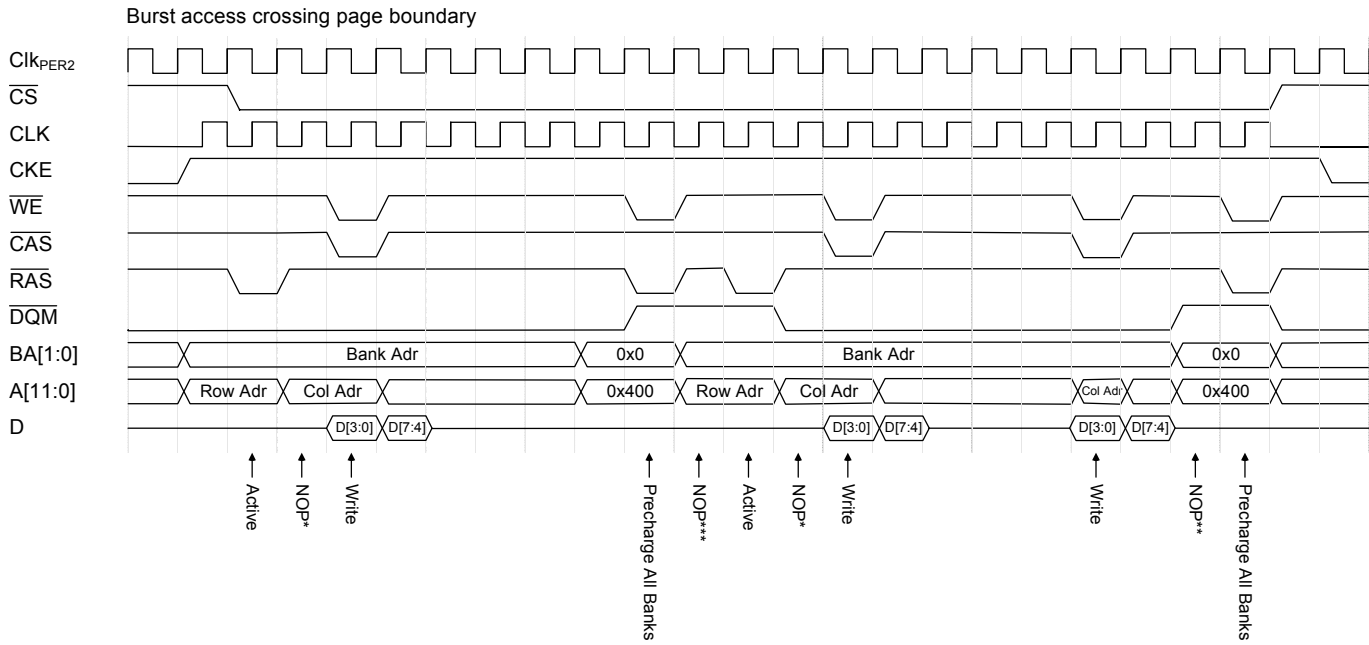 Burst access crossing page boundary
ClkPER2
CS
CLK
CKE
WE
CAS
RAS
DQM
BA[1:0] Bank Adr 0x0 Bank Adr 0x0
A[11:0] Row Adr Col Adr 0x400 Row Adr Col Adr Col Adr 0x400
D D[3:0] D[7:4] D[3:0] D[7:4] D[3:0] D[7:4]
Active
NOP*
Write
Precharge All Banks
NOP***
Active
NOP*
Write
Write
NOP**
Precharge All Banks